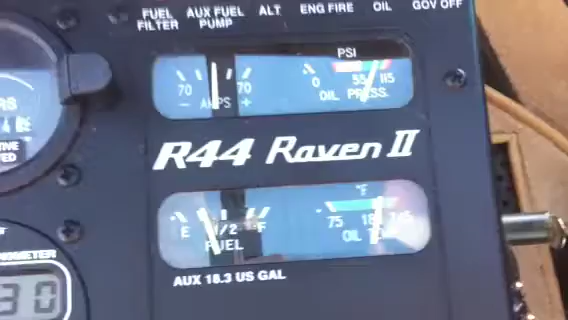 FUEL FILTER
AUX FUEL PUMP
ALT
ENG FIRE
OIL
GOV OFF
70 70
- AMPS +
PSI
0 55 115
OIL PRESS.
R44 Raven II
E 1/2 F
FUEL
°F
75
OIL
AUX 18.3 US GAL
30